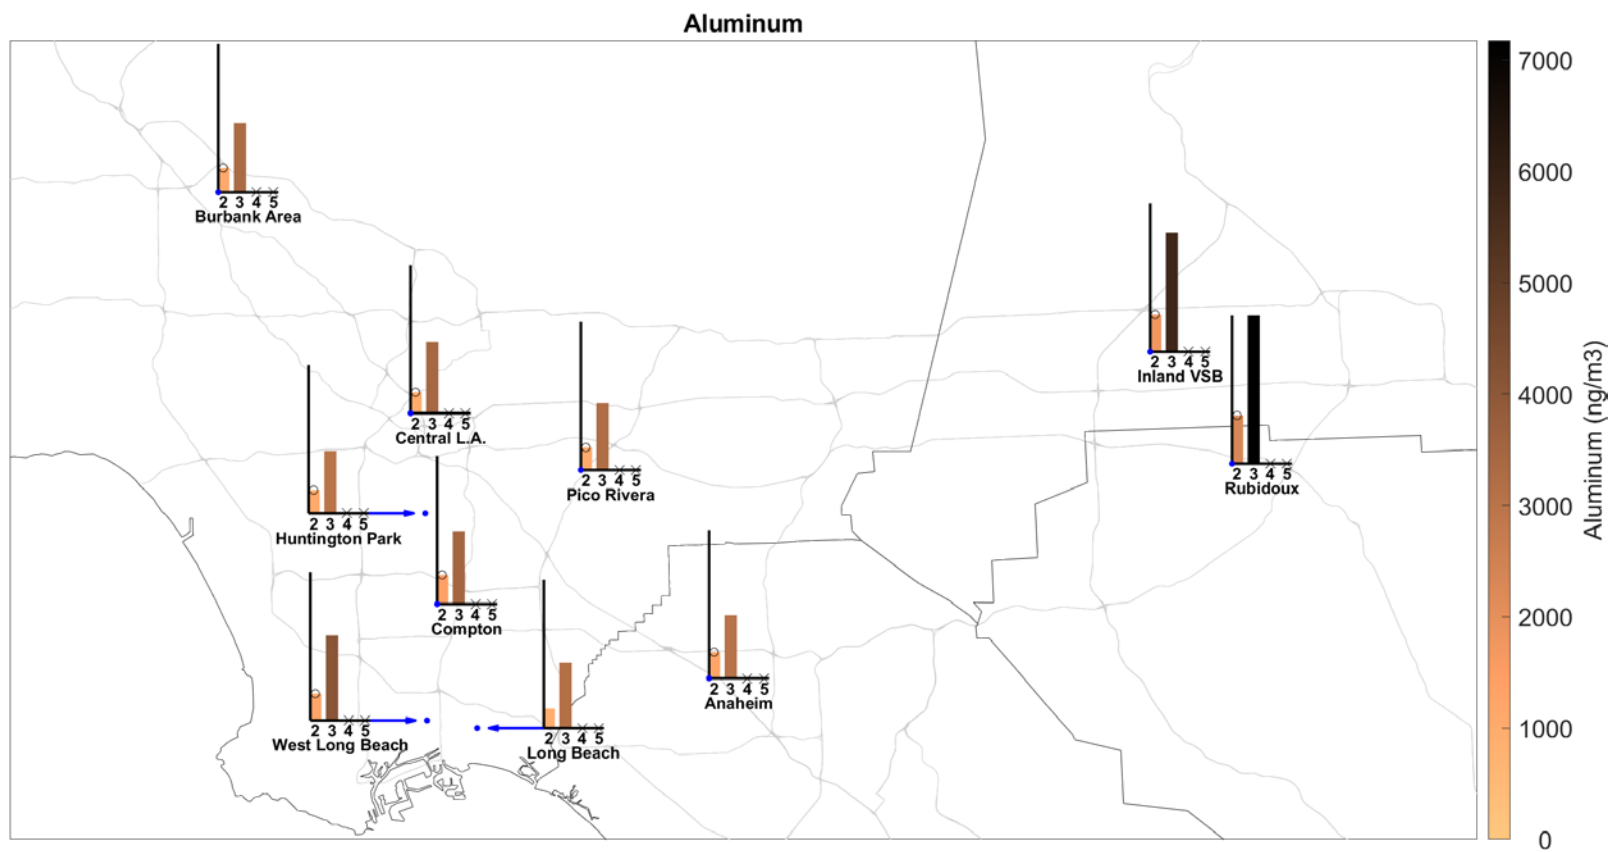 Aluminum
2 3 4 5
Burbank Area
2 3 4 5
Central L.A.
2 3 4 5
Pico Rivera
2 3 4 5
Inland VSB
2 3 4 5
Rubidoux
2 3 4 5
Huntington Park
2 3 4 5
Compton
2 3 4 5
West Long Beach
2 3 4 5
Long Beach
2 3 4 5
Anaheim
7000
6000
5000
4000
3000
2000
1000
0
Aluminum (ng/m3)